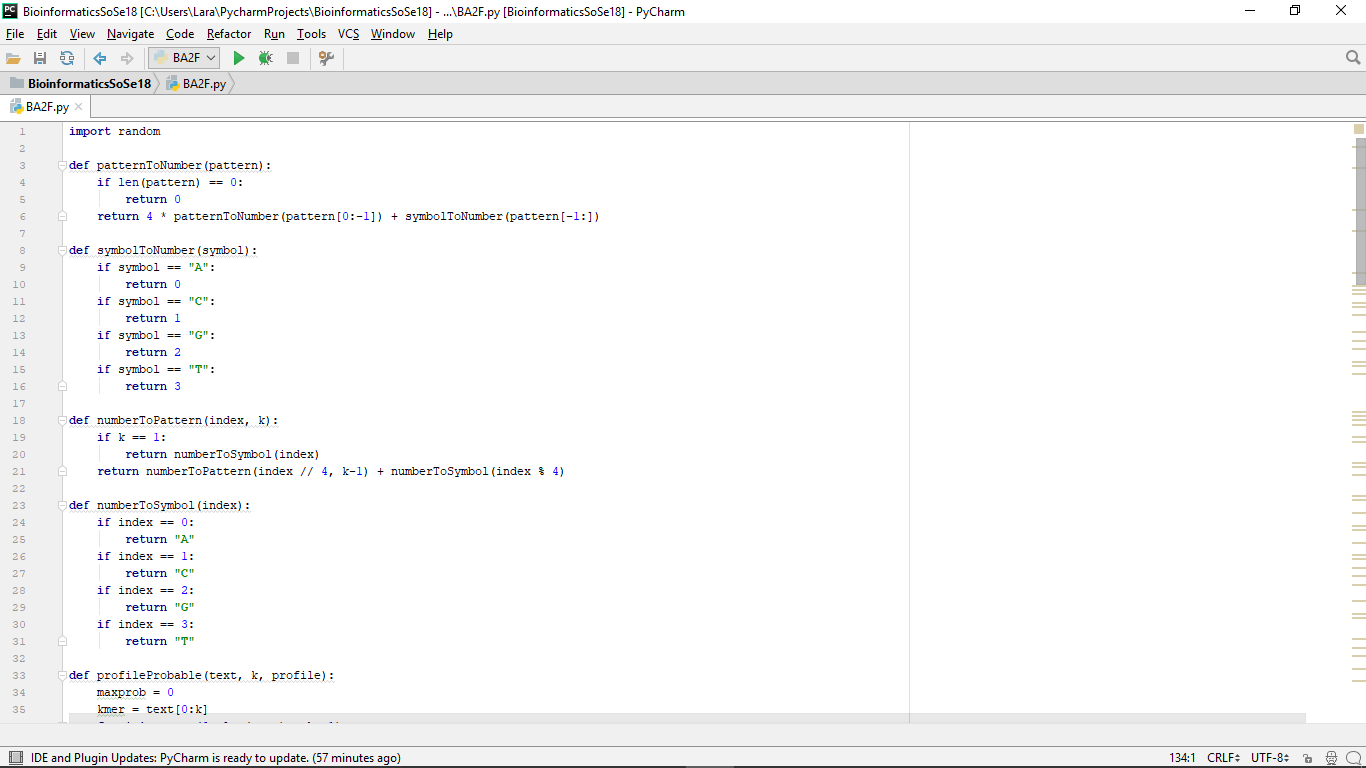 BioinformaticsSoSe18 [C:\Users\Lara\PycharmProjects\BioinformaticsSoSe18] - ...\BA2F.py [BioinformaticsSoSe18] - PyCharm
File Edit View Navigate Code Refactor Run Tools VCS Window Help
BA2F
BioinformaticsSoSe18 BA2F.py
BA2F.py
1 import random
2
3 def patternToNumber(pattern):
4     if len(pattern) == 0:
5         return 0
6     return 4 * patternToNumber(pattern[0:-1]) + symbolToNumber(pattern[-1:])
7
8 def symbolToNumber(symbol):
9     if symbol == "A":
10         return 0
11     if symbol == "C":
12         return 1
13     if symbol == "G":
14         return 2
15     if symbol == "T":
16         return 3
17
18 def numberToPattern(index, k):
19     if k == 1:
20         return numberToSymbol(index)
21     return numberToPattern(index // 4, k-1) + numberToSymbol(index % 4)
22
23 def numberToSymbol(index):
24     if index == 0:
25         return "A"
26     if index == 1:
27         return "C"
28     if index == 2:
29         return "G"
30     if index == 3:
31         return "T"
32
33 def profileProbable(text, k, profile):
34     maxprob = 0
35     kmer = text[0:k]
IDE and Plugin Updates: PyCharm is ready to update. (57 minutes ago) 134:1 CRLF UTF-8